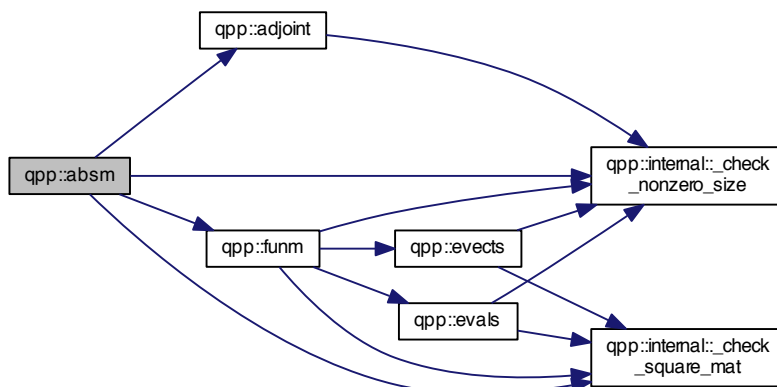 qpp::adjoint
qpp::absm
qpp::internal::_check
_nonzero_size
qpp::funm
qpp::evects
qpp::evals
qpp::internal::_check
_square_mat